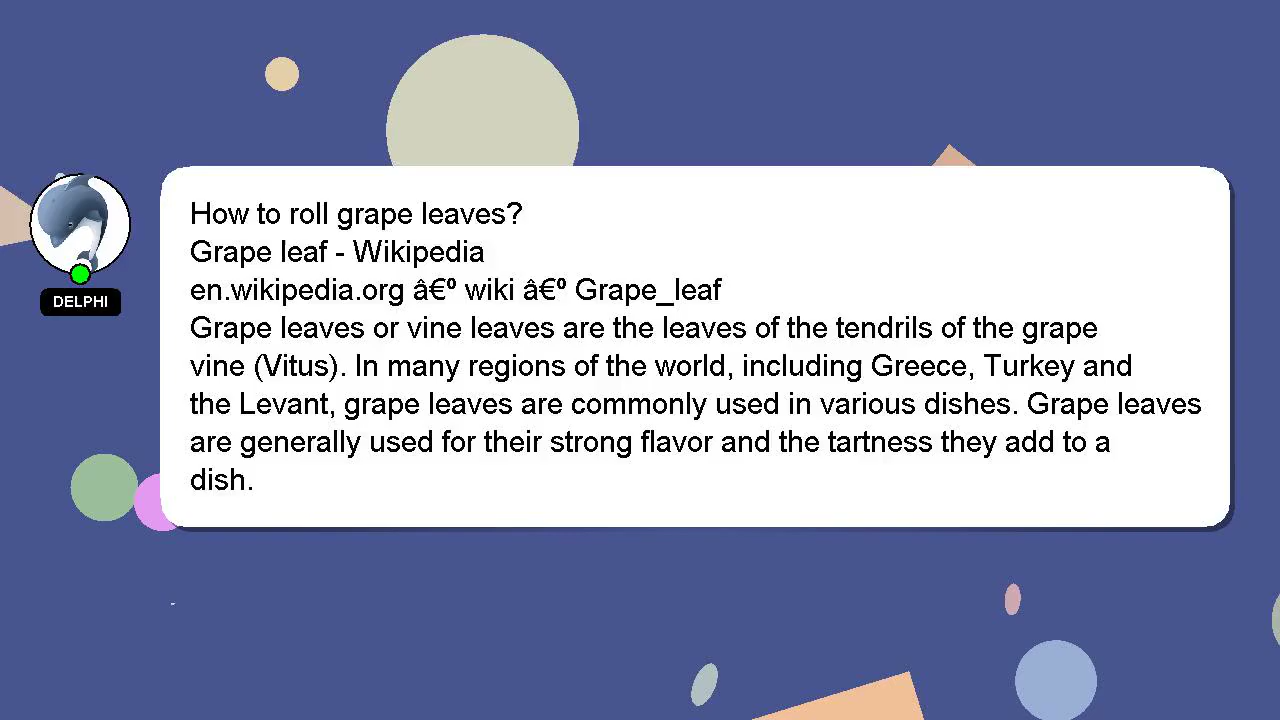 How to roll grape leaves?
Grape leaf - Wikipedia
en.wikipedia.org â€º wiki â€º Grape_leaf
Grape leaves or vine leaves are the leaves of the tendrils of the grape
vine (Vitus). In many regions of the world, including Greece, Turkey and
the Levant, grape leaves are commonly used in various dishes. Grape leaves
are generally used for their strong flavor and the tartness they add to a
dish.
DELPHI